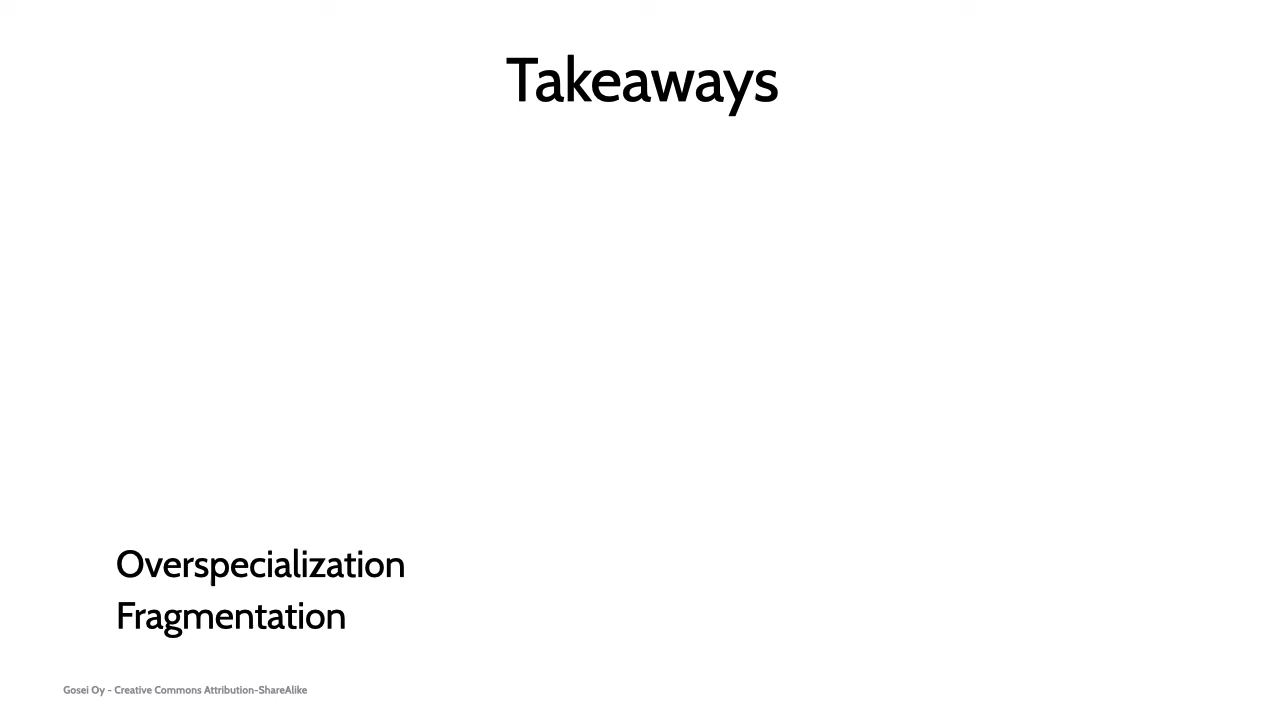 Takeaways
Overspecialization
Fragmentation
Gosei Oy - Creative Commons Attribution-ShareAlike